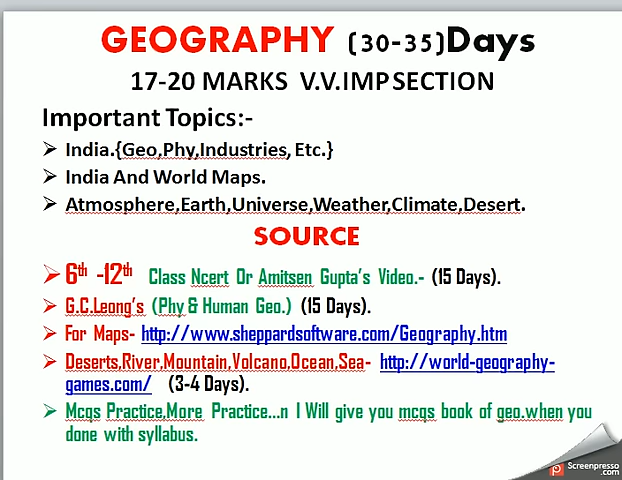 GEOGRAPHY (30-35)Days
17-20 MARKS V.V.IMPSECTION
Important Topics:-
➢ India.{Geo,Phy,Industries, Etc.}
➢ India And World Maps.
➢ Atmosphere,Earth,Universe,Weather,Climate,Desert.
SOURCE
➢ 6th -12th Class Ncert Or Amitsen Gupta's Video.- (15 Days).
➢ G.C.Leong's (Phy & Human Geo.) (15 Days).
➢ For Maps- http://www.sheppardsoftware.com/Geography.htm
➢ Deserts,River,Mountain,Volcano,Ocean,Sea- http://world-geography-
games.com/ (3-4 Days).
➢ Mcqs Practice,More Practice...n I Will give you mcqs book of geo.when you
done with syllabus.
Screenpresso
.com